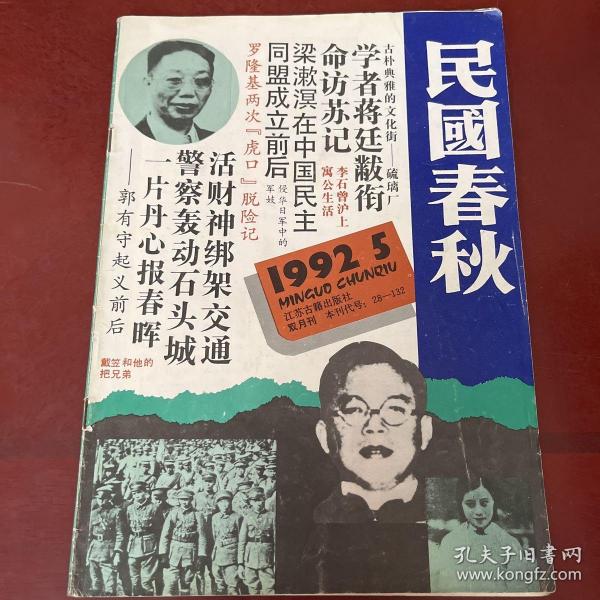 民國春秋
古朴典雅的文化街——硫璃厂
学者蒋廷黻衔
命访苏记
李石曾沪上
寓公生活
梁漱溟在中国民主
同盟成立前后
侵华日军中的
军妓
罗隆基两次『虎口』脱险记
活财神绑架交通
警察轰动石头城
一片丹心报春晖
——郭有守起义前后
戴笠和他的
把兄弟
1992 5
MINGUO CHUNQIU
江苏古籍出版社
双月刊 本刊代号：28—132
孔夫子旧书网
www.kongfz.com